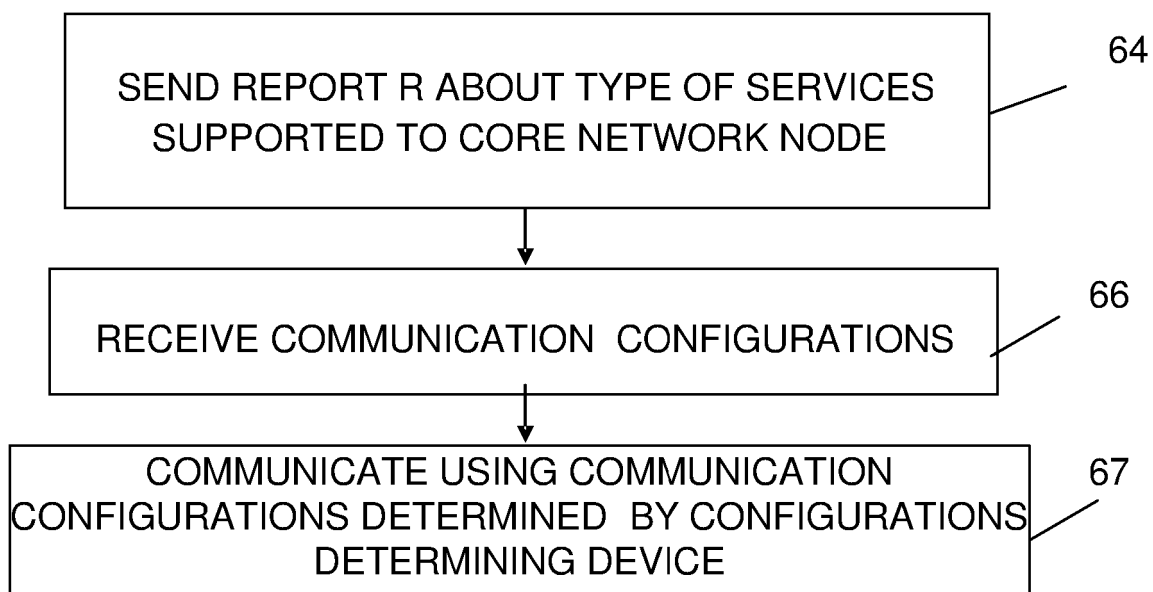 SEND REPORT R ABOUT TYPE OF SERVICES
SUPPORTED TO CORE NETWORK NODE
64
RECEIVE COMMUNICATION CONFIGURATIONS
66
COMMUNICATE USING COMMUNICATION
CONFIGURATIONS DETERMINED BY CONFIGURATIONS
DETERMINING DEVICE
67